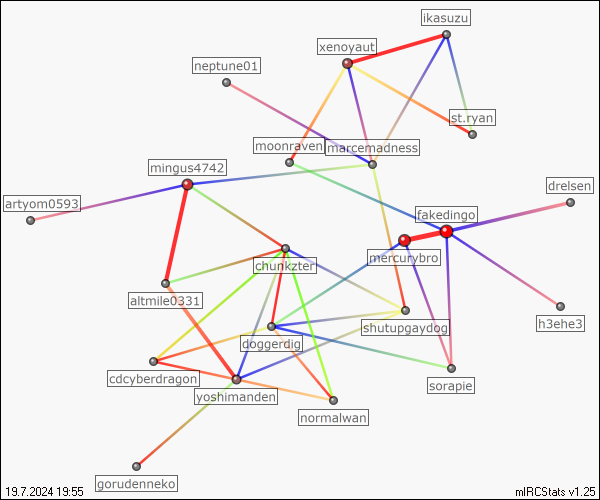 ikasuzu
xenoyaut
neptune01
st.ryan
moonraven
marcemadness
mingus4742
drelsen
artyom0593
fakedingo
mercurybro
chunkzter
altmile0331
h3ehe3
shutupgaydog
doggerdig
cdcyberdragon
sorapie
yoshimanden
normalwan
gorudenneko
19.7.2024 19:55
mIRCStats v1.25